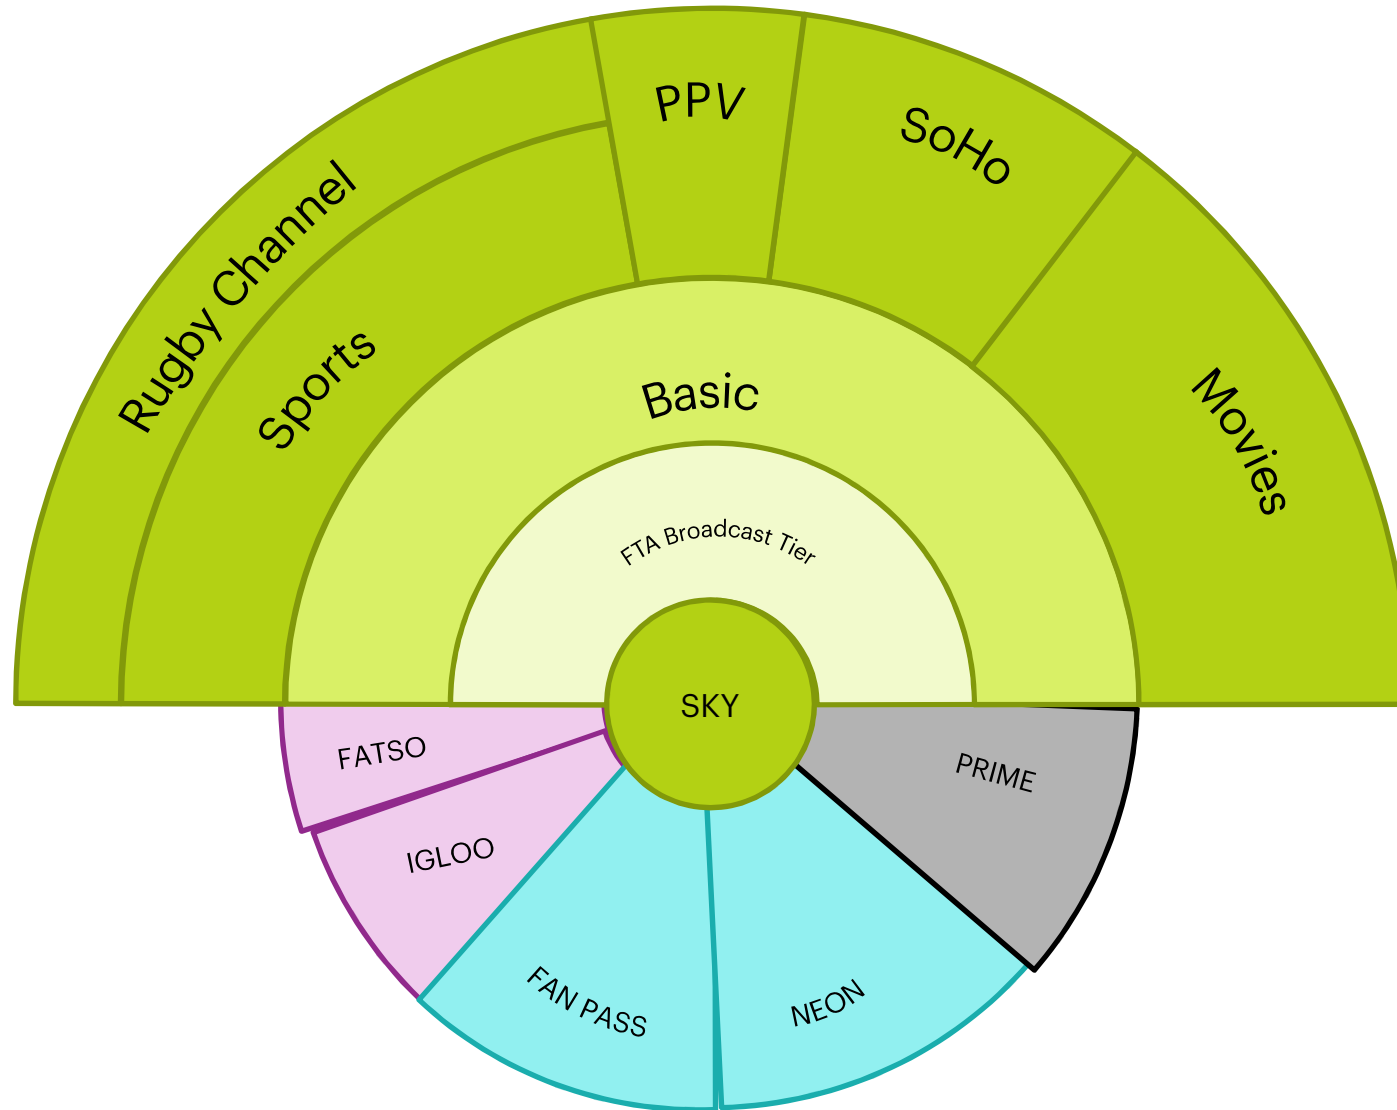 PPV
SoHo
Rugby Channel
Sports
Movies
Basic
FTA Broadcast Tier
SKY
FATSO
PRIME
IGLOO
FAN PASS
NEON